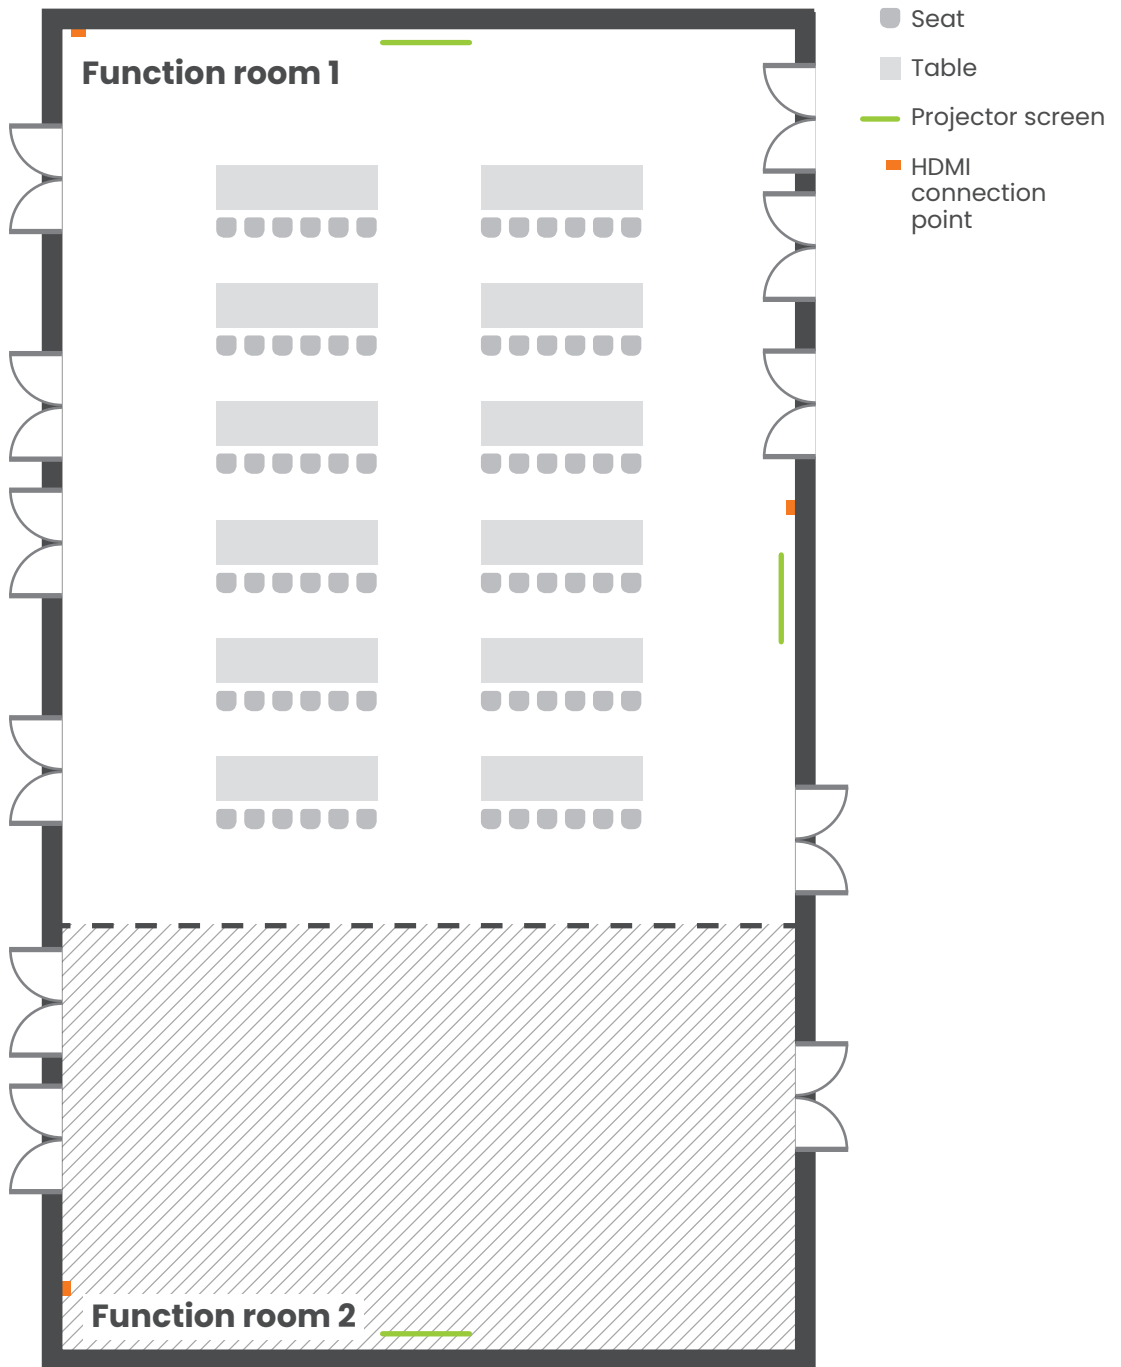 Seat
Table
Projector screen
HDMI
connection
point
Function room 1
Function room 2